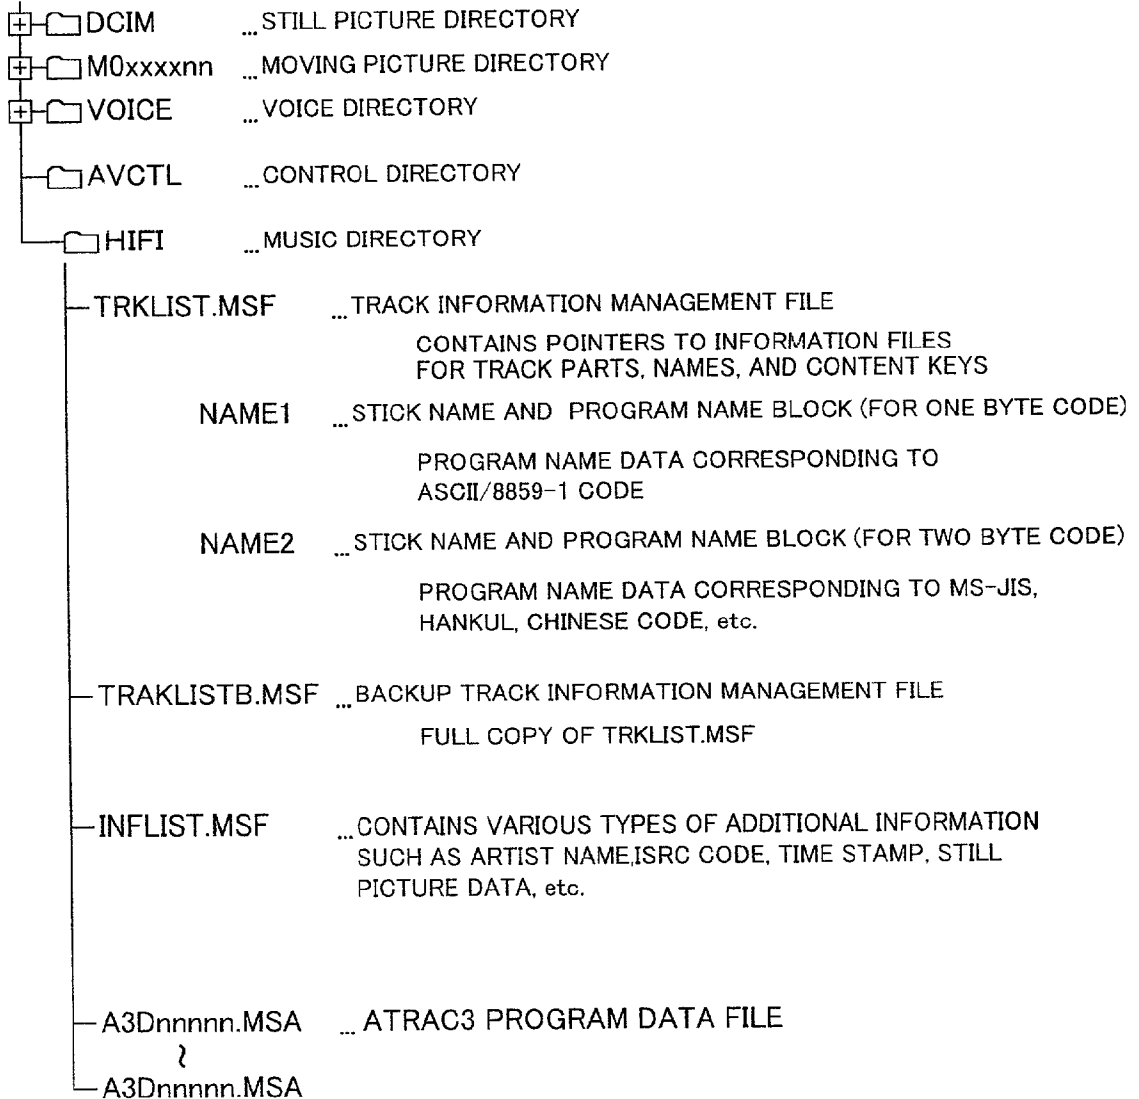 DCIM ...STILL PICTURE DIRECTORY
M0xxxxnn ...MOVING PICTURE DIRECTORY
VOICE ...VOICE DIRECTORY
AVCTL ...CONTROL DIRECTORY
HIFI ...MUSIC DIRECTORY
TRKLIST.MSF ...TRACK INFORMATION MANAGEMENT FILE
CONTAINS POINTERS TO INFORMATION FILES
FOR TRACK PARTS, NAMES, AND CONTENT KEYS
NAME1 ...STICK NAME AND PROGRAM NAME BLOCK (FOR ONE BYTE CODE)
PROGRAM NAME DATA CORRESPONDING TO
ASCII/8859-1 CODE
NAME2 ...STICK NAME AND PROGRAM NAME BLOCK (FOR TWO BYTE CODE)
PROGRAM NAME DATA CORRESPONDING TO MS-JIS,
HANKUL, CHINESE CODE, etc.
TRAKLISTB.MSF ...BACKUP TRACK INFORMATION MANAGEMENT FILE
FULL COPY OF TRKLIST.MSF
INFLIST.MSF ...CONTAINS VARIOUS TYPES OF ADDITIONAL INFORMATION
SUCH AS ARTIST NAME,ISRC CODE, TIME STAMP, STILL
PICTURE DATA, etc.
A3Dnnnnn.MSA ... ATRAC3 PROGRAM DATA FILE
~
A3Dnnnnn.MSA